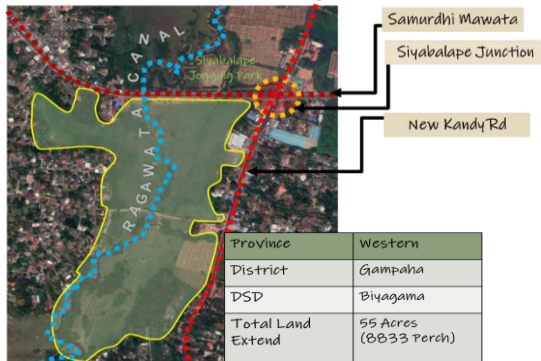 Samurdhi Mawata
Siyabalape Junction
New Kandy Rd
RAGAWATA CANAL
Siyabalape
Jogging Park
Province Western
District Gampaha
DSD Biyagama
Total Land 55 Acres
Extend (8833 Perch)